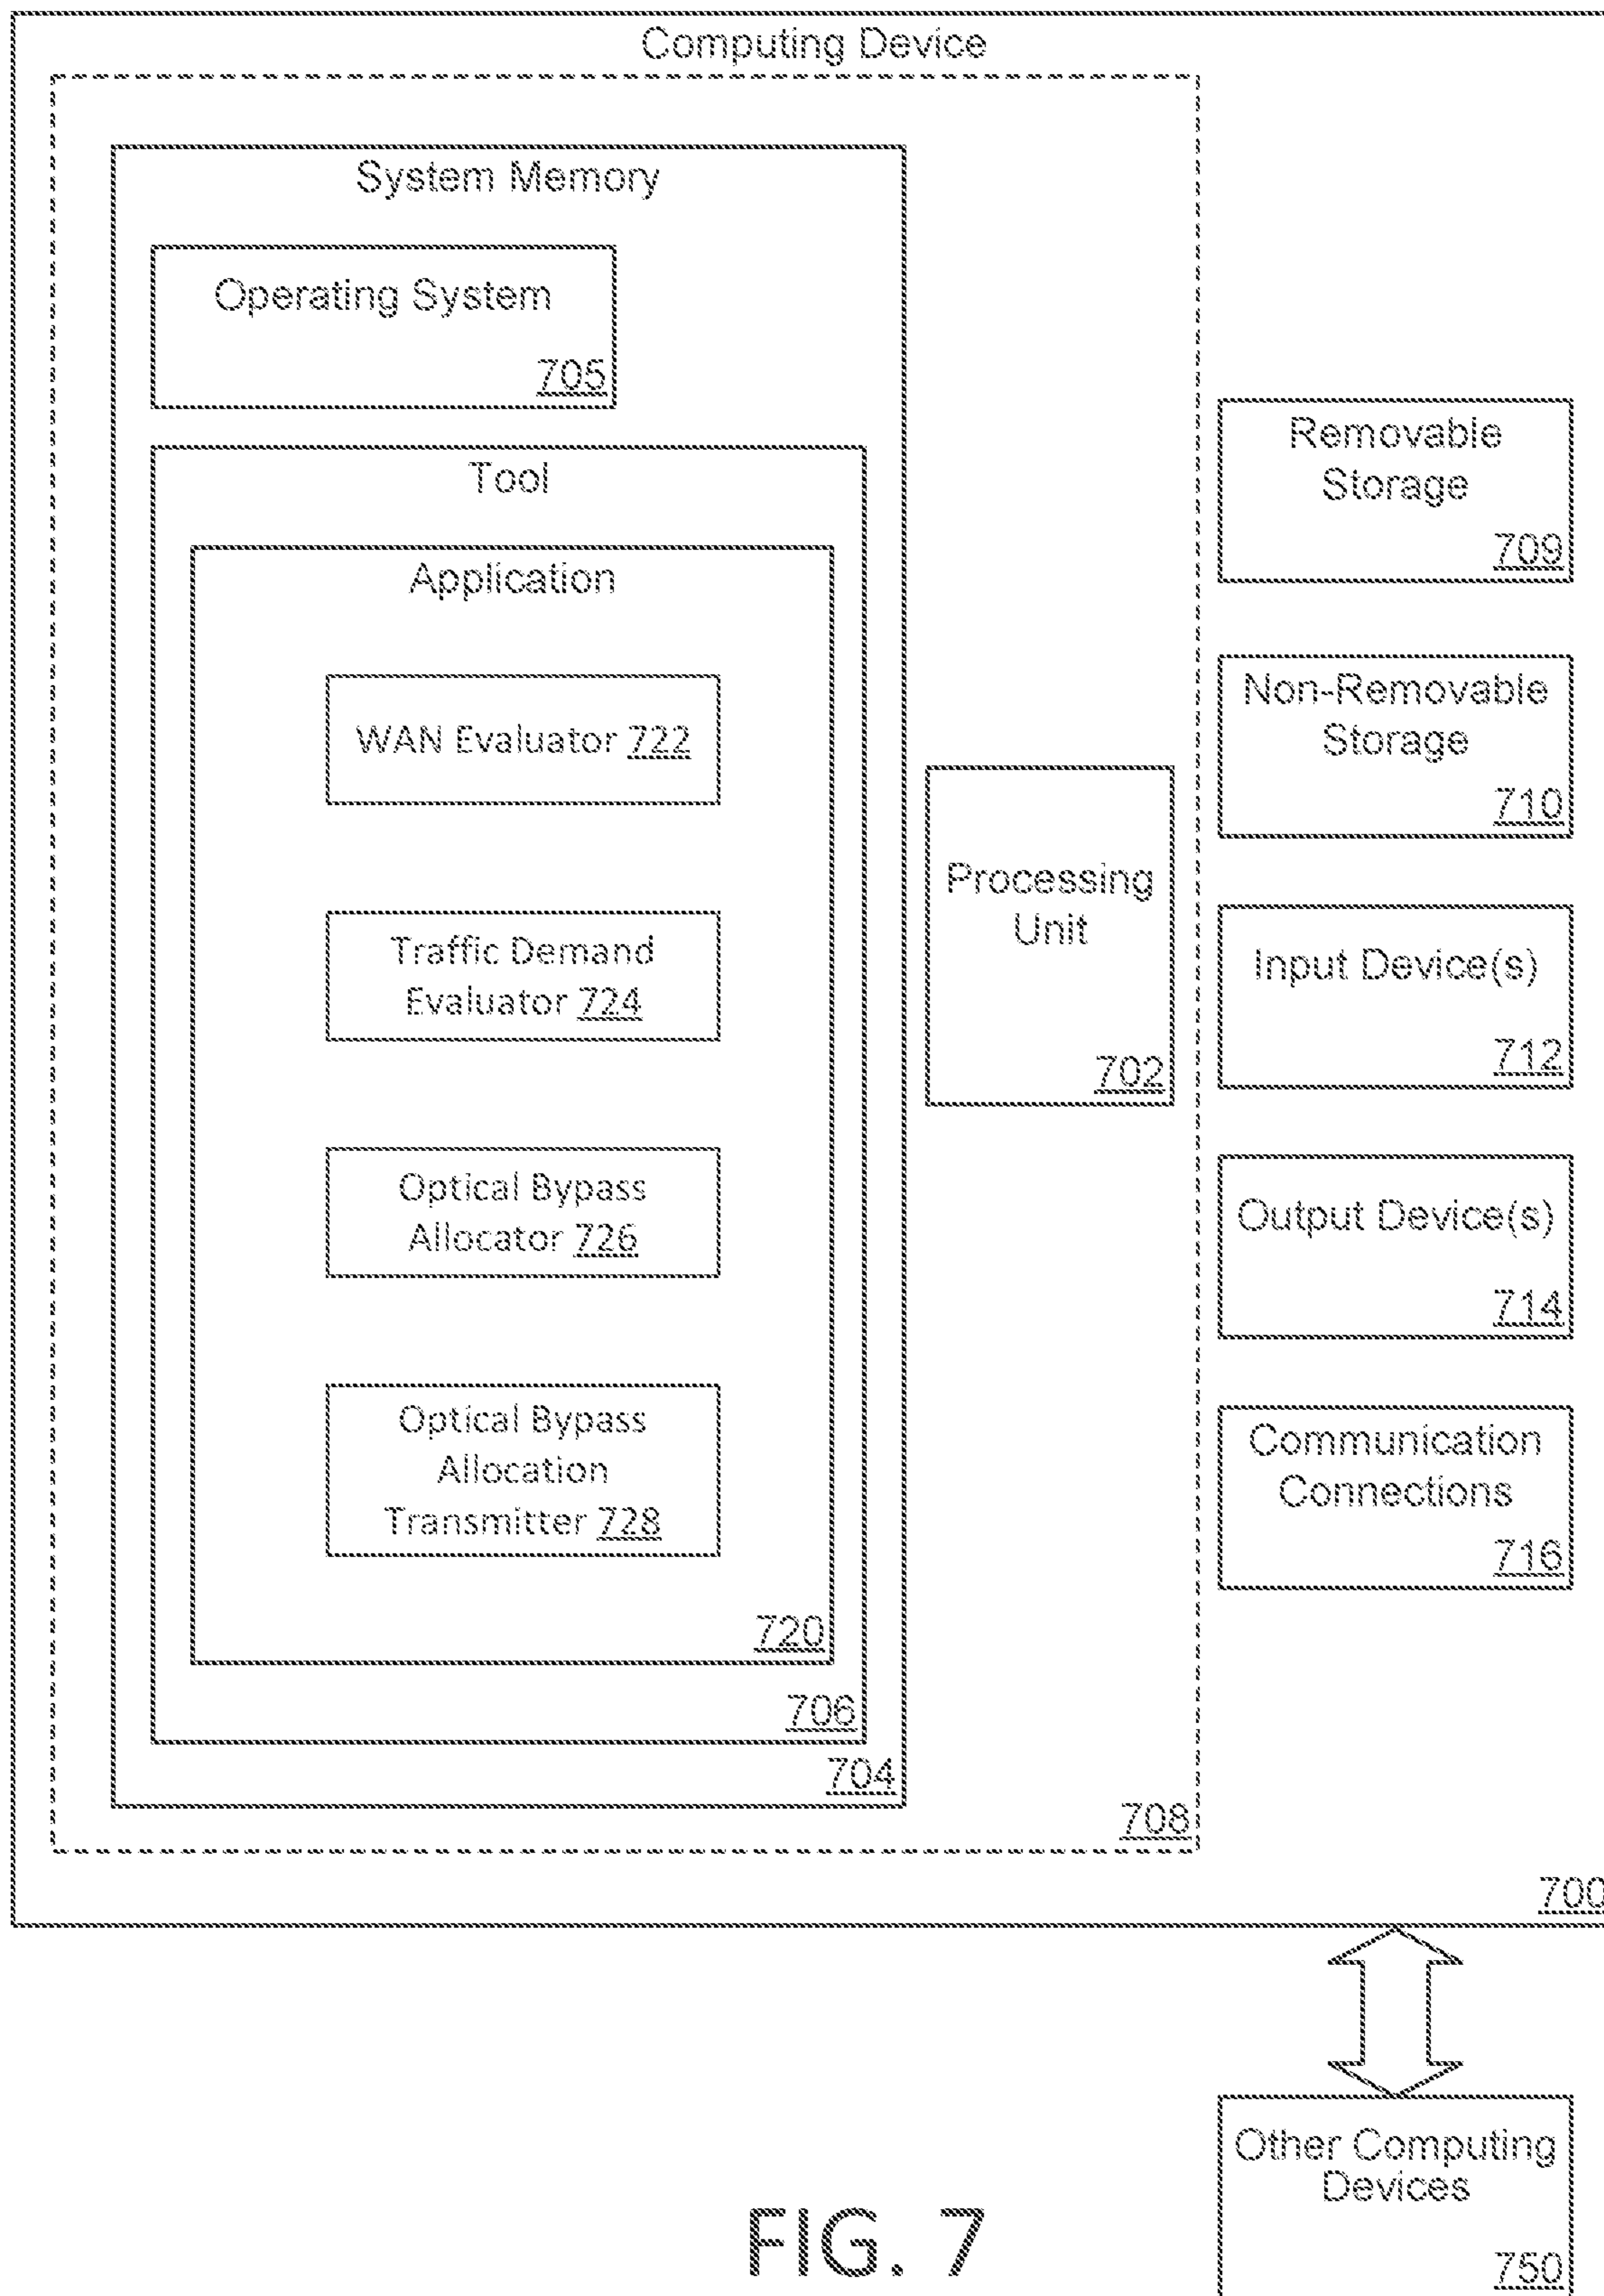 Computing Device
System Memory
Operating System
705
Tool
Application
WAN Evaluator 722
Traffic Demand
Evaluator 724
Optical Bypass
Allocator 726
Optical Bypass
Allocation
Transmitter 728
720
706
704
Processing
Unit
702
708
Removable
Storage
709
Non-Removable
Storage
710
Input Device(s)
712
Output Device(s)
714
Communication
Connections
716
700
Other Computing
Devices
750
FIG. 7